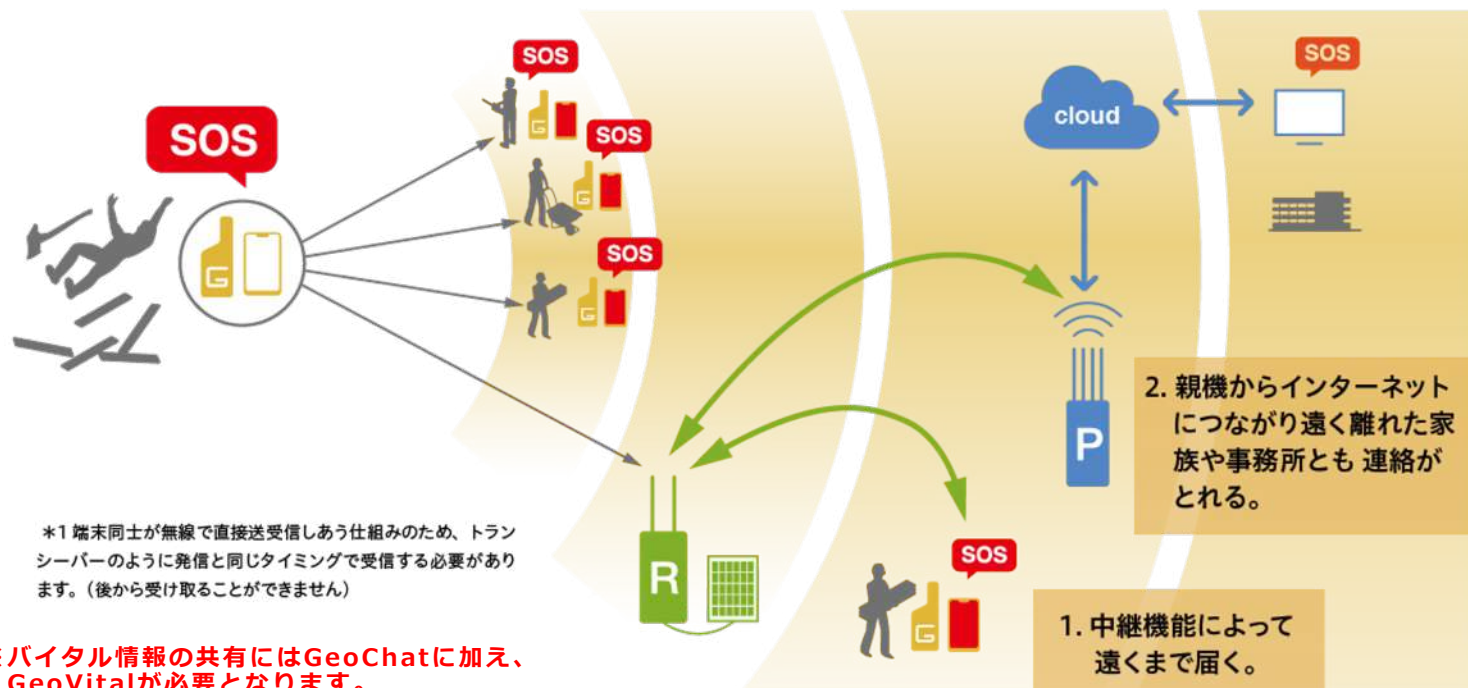 SOS
SOS
SOS
SOS
SOS
cloud
G
G
G
G
2. 親機からインターネット
につながり遠く離れた家
族や事務所とも 連絡が
とれる。
P
*1 端末同士が無線で直接送受信しあう仕組みのため、トラン
シーバーのように発信と同じタイミングで受信する必要があり
ます。(後から受け取ることができません)
R
SOS
G
1. 中継機能によって
遠くまで届く。
バイタル情報の共有にはGeoChatに加え、
GeoVitalが必要となります。